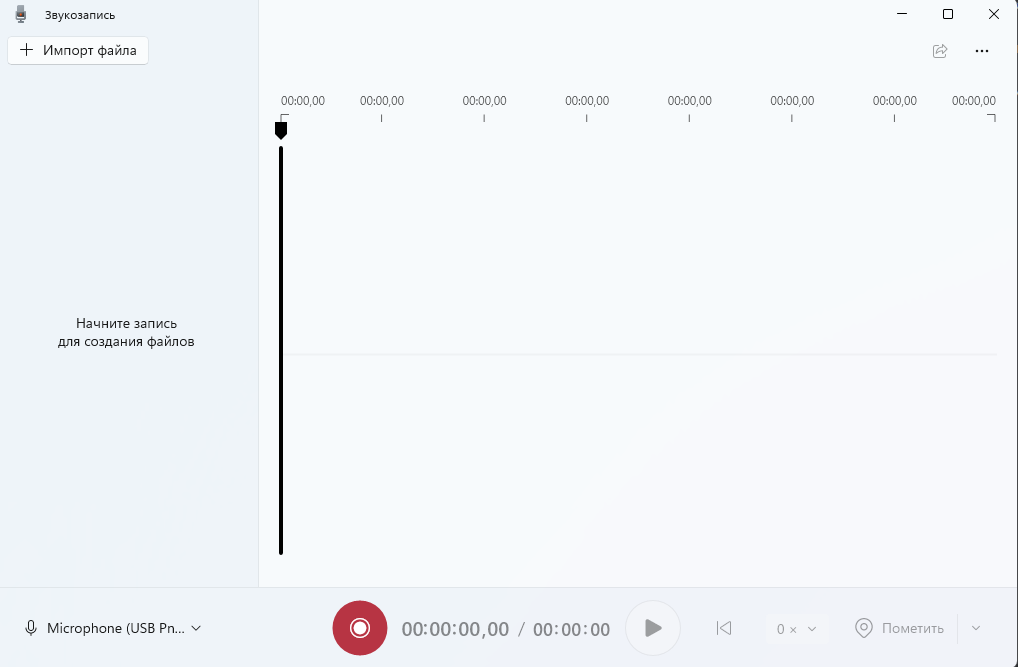 Звукозапись
Импорт файла
00:00,00 00:00,00 00:00,00 00:00,00 00:00,00 00:00,00 00:00,00 00:00,00
Начните запись
для создания файлов
Microphone (USB Pn...
00:00:00,00 / 00:00:00
0 ×
Пометить